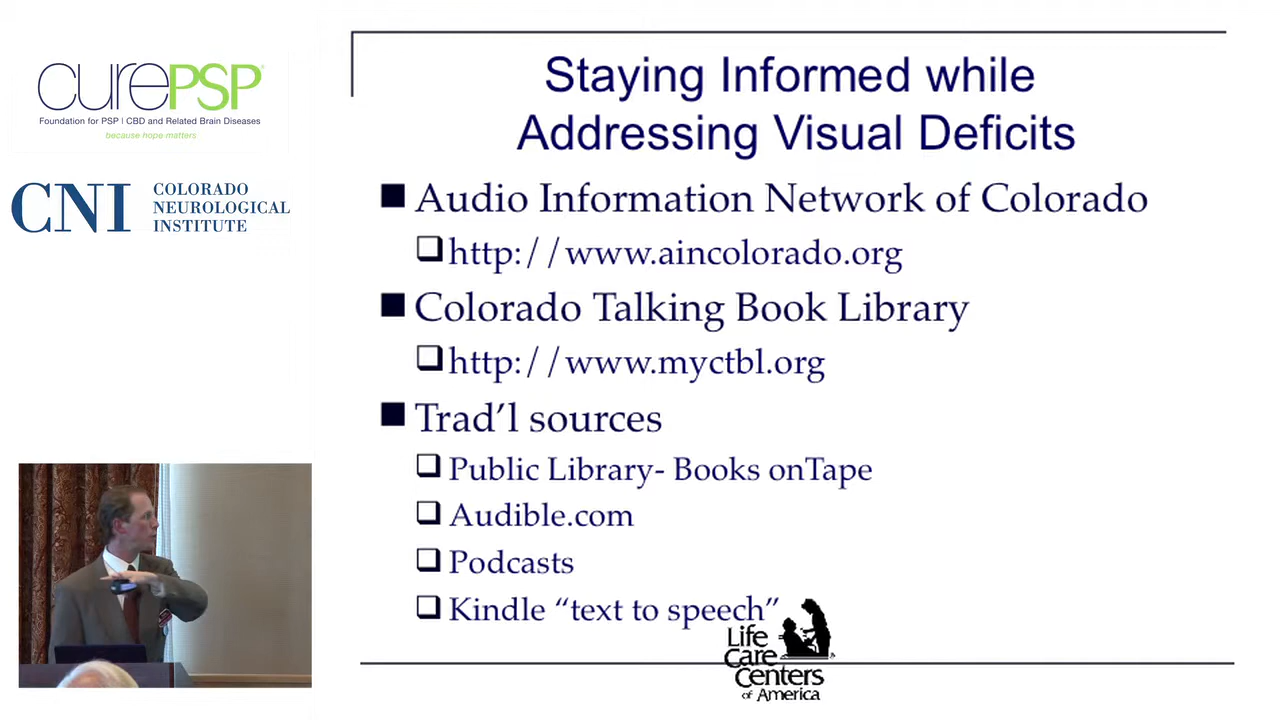 curePSP
Foundation for PSP | CBD and Related Brain Diseases
because hope matters
CNI
COLORADO
NEUROLOGICAL
INSTITUTE
Staying Informed while
Addressing Visual Deficits
Audio Information Network of Colorado
http://www.aincolorado.org
Colorado Talking Book Library
http://www.myctbl.org
Trad'l sources
Public Library- Books onTape
Audible.com
Podcasts
Kindle “text to speech”
Life
Care
Centers
of America